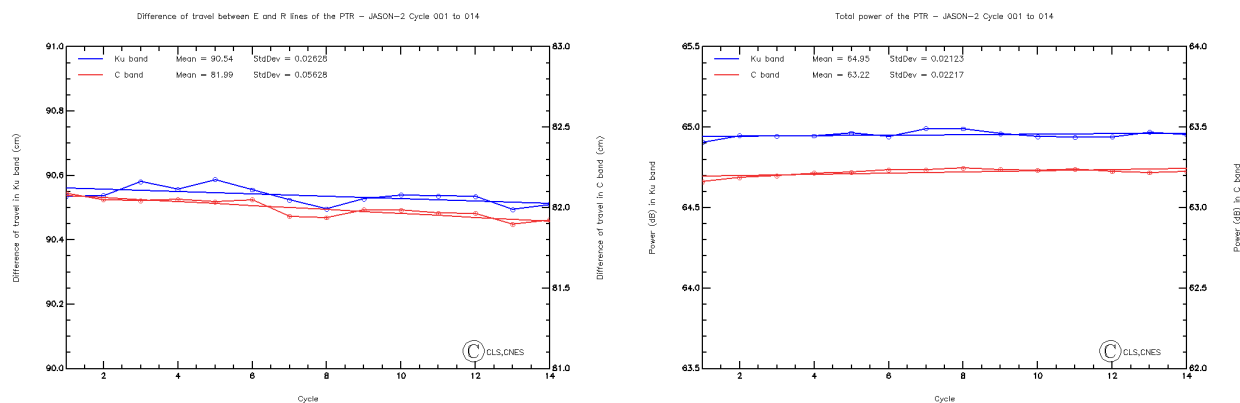 Difference of travel between E and R lines of the PTR - JASON-2 Cycle 001 to 014
91.0
90.8
90.6
90.4
90.2
90.0
83.0
82.5
82.0
81.5
81.0
Ku band Mean = 90.54 StdDev = 0.02628
C band Mean = 81.99 StdDev = 0.05628
Difference of travel in Ku band (cm)
Difference of travel in C band (cm)
© CLS,CNES
2 4 6 8 10 12 14
Cycle
Total power of the PTR - JASON-2 Cycle 001 to 014
65.5
65.0
64.5
64.0
63.5
64.0
63.5
63.0
62.5
62.0
Ku band Mean = 64.95 StdDev = 0.02123
C band Mean = 63.22 StdDev = 0.02217
Power (dB) in Ku band
Power (dB) in C band
© CLS,CNES
2 4 6 8 10 12 14
Cycle